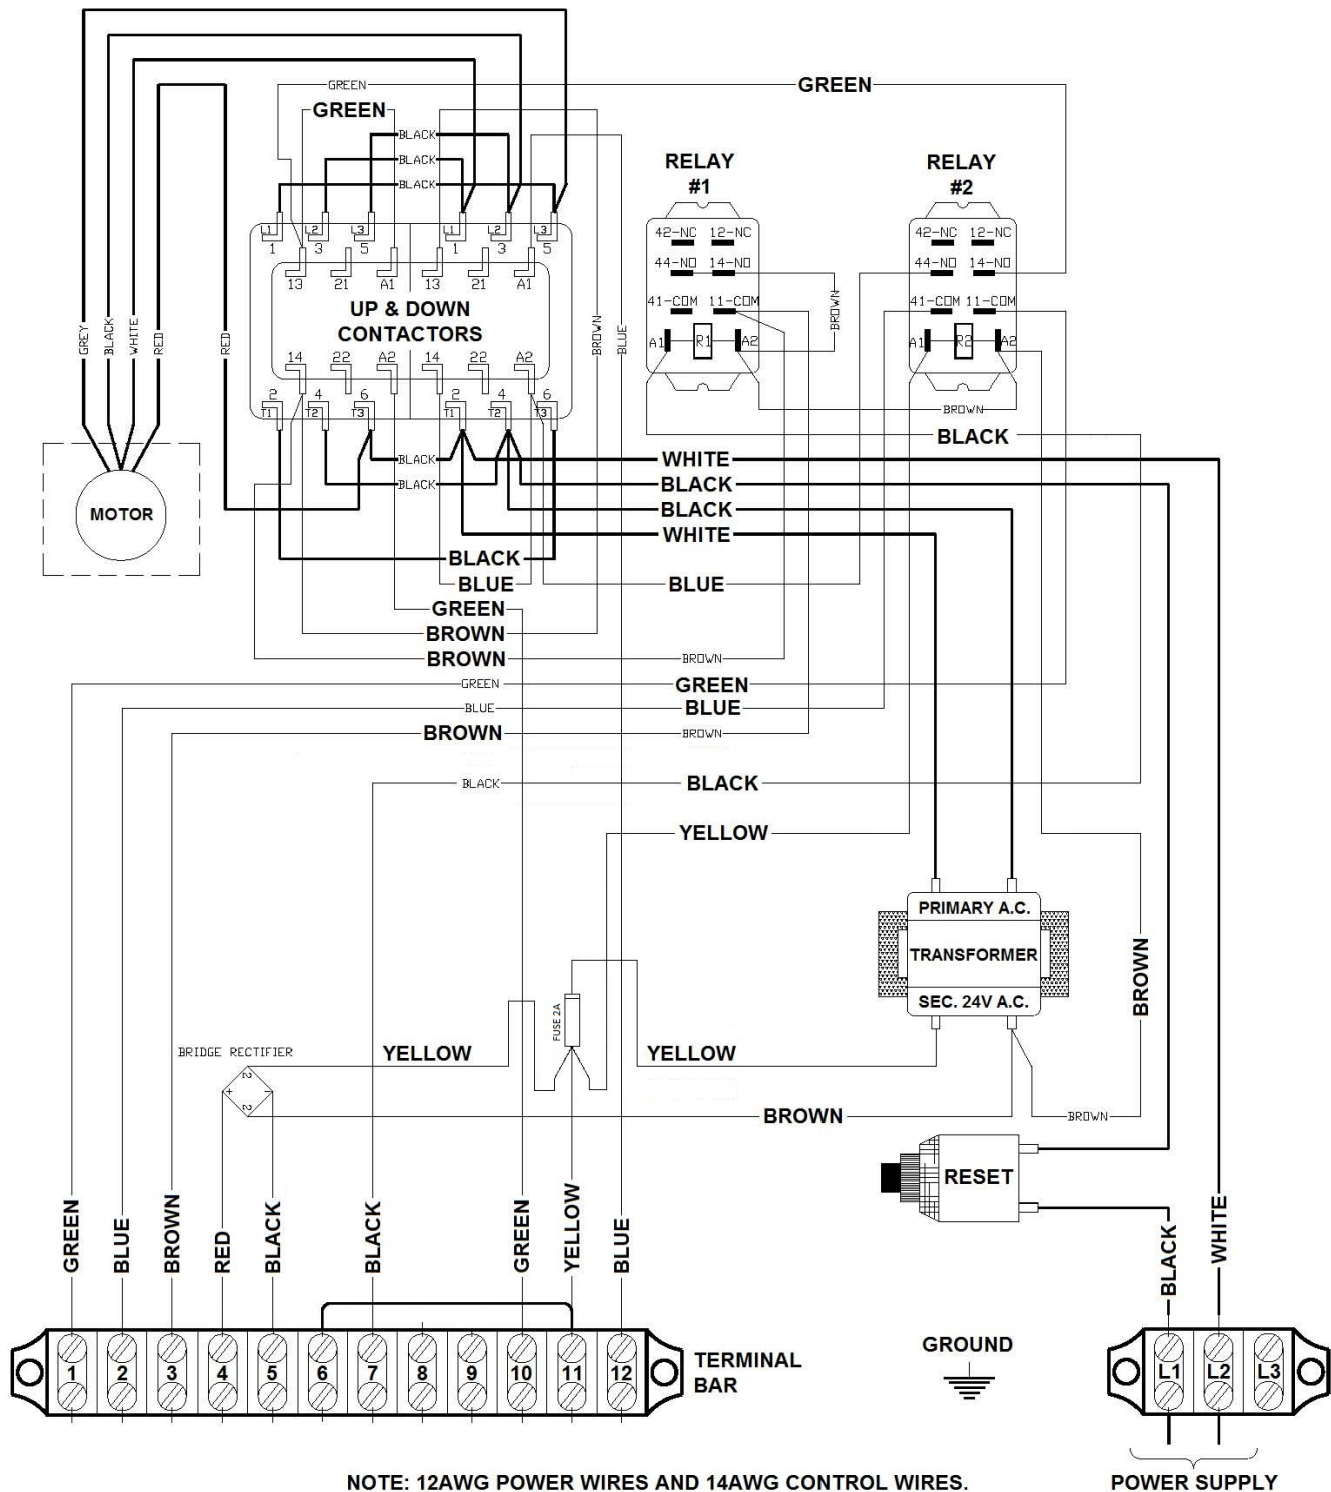 GREEN
GREEN
GREEN
BLACK
BLACK
BLACK
RELAY
#1
RELAY
#2
L1 L2 L3 L1 L2 L3
1 3 5 1 3 5
13 21 A1 13 21 A1
UP & DOWN
CONTACTORS
14 22 A2 14 22 A2
2 4 6 2 4 6
T1 T2 T3 T1 T2 T3
42-NC 12-NC
44-NO 14-NO
41-COM 11-COM
A1 R1 A2
42-NC 12-NC
44-NO 14-NO
41-COM 11-COM
A1 R2 A2
BROWN
BROWN
BLUE
GREY
BLACK
WHITE
RED
RED
BROWN
BLACK
MOTOR
BLACK
WHITE
BLACK
BLACK
BLACK
WHITE
BLACK
BLUE
BLUE
GREEN
BROWN
BROWN
BROWN
GREEN
GREEN
BLUE
BLUE
BROWN
BROWN
BLACK
BLACK
YELLOW
PRIMARY A.C.
TRANSFORMER
SEC. 24V A.C.
BROWN
FUSE 2A
BRIDGE RECTIFIER
YELLOW
YELLOW
2
+ -
2
BROWN
BROWN
RESET
GREEN
BLUE
BROWN
RED
BLACK
BLACK
GREEN
YELLOW
BLUE
BLACK
WHITE
1 2 3 4 5 6 7 8 9 10 11 12
TERMINAL
BAR
GROUND
L1 L2 L3
NOTE: 12AWG POWER WIRES AND 14AWG CONTROL WIRES.
POWER SUPPLY